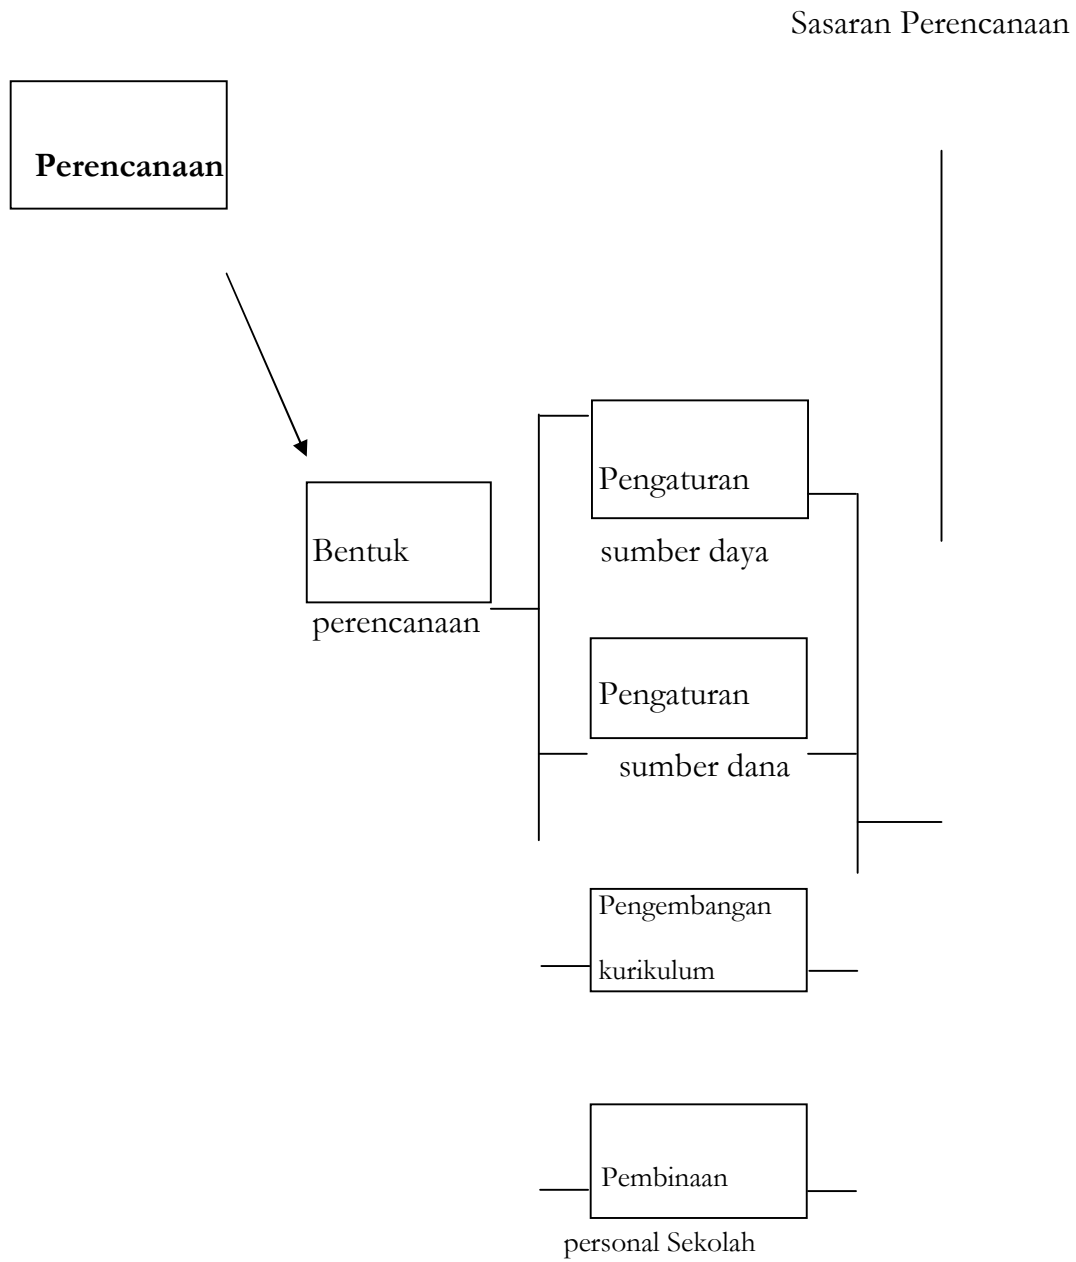 Sasaran Perencanaan
Perencanaan
Bentuk
perencanaan
Pengaturan
sumber daya
Pengaturan
sumber dana
Pengembangan
kurikulum
Pembinaan
personal Sekolah